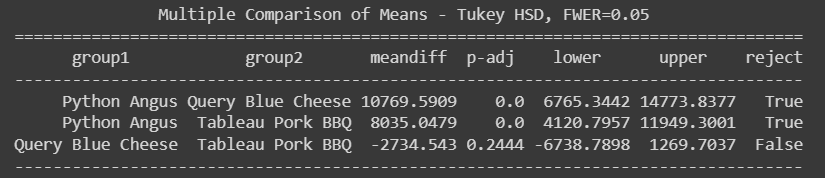 Multiple Comparison of Means - Tukey HSD, FWER=0.05
====================================================================================
group1 group2 meandiff p-adj lower upper reject
------------------------------------------------------------------------------------
Python Angus Query Blue Cheese 10769.5909 0.0 6765.3442 14773.8377 True
Python Angus Tableau Pork BBQ 8035.0479 0.0 4120.7957 11949.3001 True
Query Blue Cheese Tableau Pork BBQ -2734.543 0.2444 -6738.7898 1269.7037 False
------------------------------------------------------------------------------------